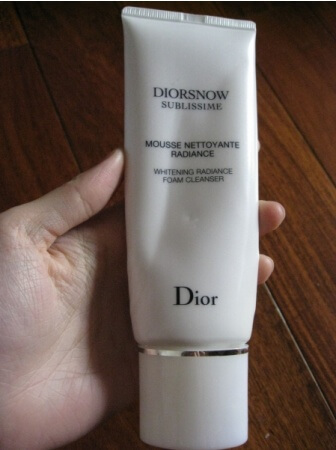 DIORSNOW
SUBLISSIME
MOUSSE NETTOYANTE
RADIANCE
WHITENING RADIANCE
FOAM CLEANSER
Dior